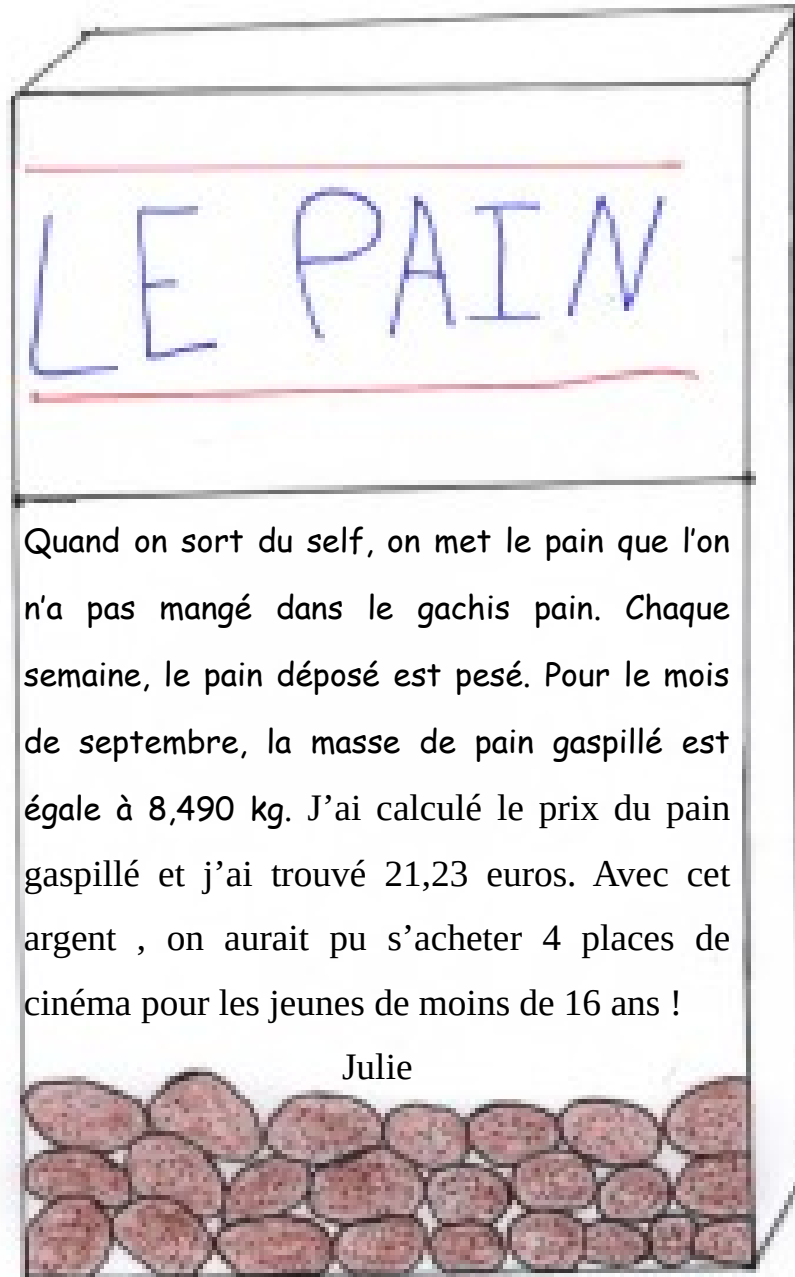 LE PAIN
Quand on sort du self, on met le pain que l’on
n’a pas mangé dans le gachis pain. Chaque
semaine, le pain déposé est pesé. Pour le mois
de septembre, la masse de pain gaspillé est
égale à 8,490 kg. J’ai calculé le prix du pain
gaspillé et j’ai trouvé 21,23 euros. Avec cet
argent , on aurait pu s’acheter 4 places de
cinéma pour les jeunes de moins de 16 ans !
Julie